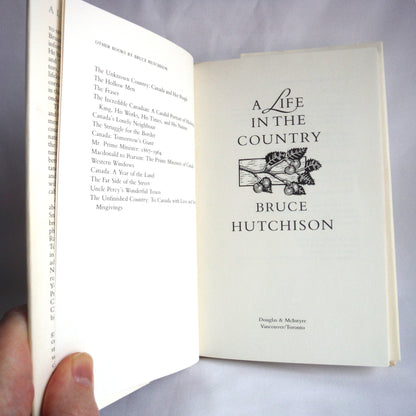 OTHER BOOKS BY BRUCE HUTCHISON
The Unknown Country: Canada and Her People
The Hollow Men
The Fraser
The Incredible Canadian: A Candid Portrait of
King, His Works, His Times, and His Nation
Canada's Lonely Neighbour
The Struggle for the Border
Canada: Tomorrow's Giant
Mr. Prime Minister: 1867-1964
Macdonald to Pearson: The Prime Ministers of Canada
Western Windows
Canada: A Year of the Land
The Far Side of the Street
Uncle Percy's Wonderful Town
The Unfinished Country: To Canada with Love and
Misgivings
A LIFE
IN THE
COUNTRY
BRUCE
HUTCHISON
Douglas & McIntyre
Vancouver/Toronto